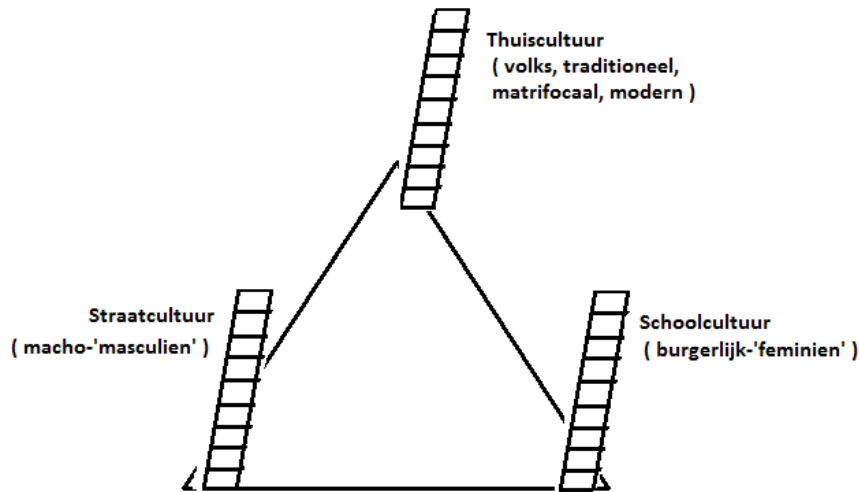 Thuiscultuur
( volks, traditioneel,
matrifocaal, modern )
Straatcultuur
( macho-'masculien' )
Schoolcultuur
( burgerlijk-'feminien' )